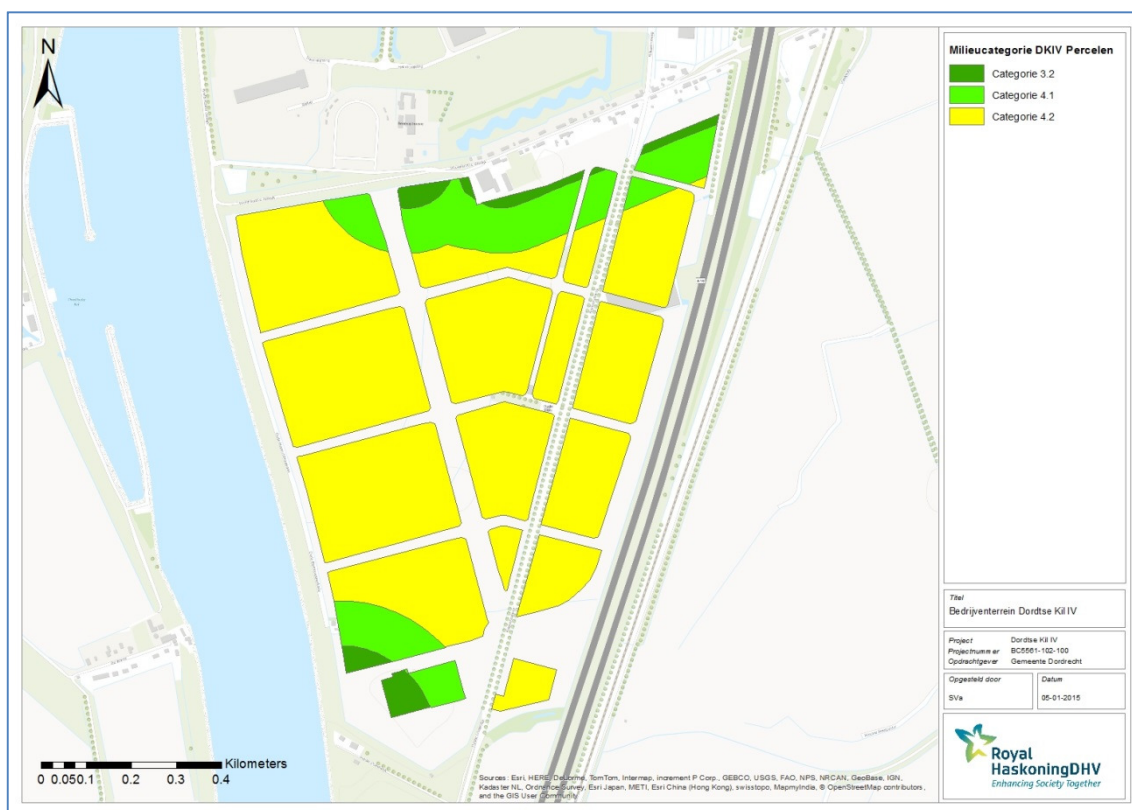 N
Milieucategorie DKIV Percelen
Categorie 3.2
Categorie 4.1
Categorie 4.2
Titel
Bedrijventerrein Dordtse Kil IV
Project Dordtse Kil IV
Projectnummer BC5561-102-100
Opdrachtgever Gemeente Dordrecht
Opgesteld door Datum
SVa 05-01-2015
Royal
HaskoningDHV
Enhancing Society Together
Kilometers
0 0.050.1 0.2 0.3 0.4
Sources: Esri, HERE, DeLorme, TomTom, Intermap, increment P Corp., GEBCO, USGS, FAO, NPS, NRCAN, GeoBase, IGN,
Kadaster NL, Ordnance Survey, Esri Japan, METI, Esri China (Hong Kong), swisstopo, MapmyIndia, © OpenStreetMap contributors,
and the GIS User Community